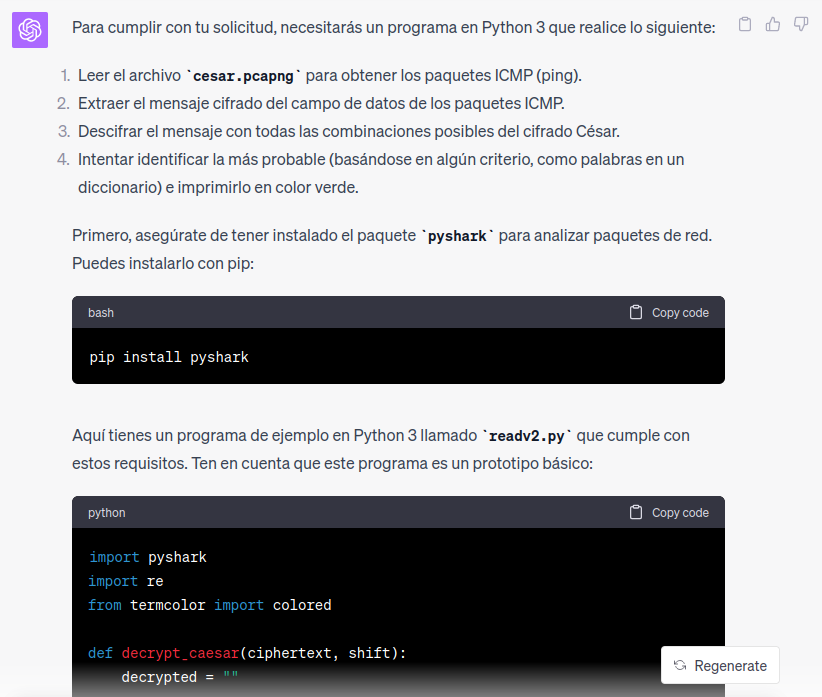 Para cumplir con tu solicitud, necesitarás un programa en Python 3 que realice lo siguiente:
1. Leer el archivo `cesar.pcapng` para obtener los paquetes ICMP (ping).
2. Extraer el mensaje cifrado del campo de datos de los paquetes ICMP.
3. Descifrar el mensaje con todas las combinaciones posibles del cifrado César.
4. Intentar identificar la más probable (basándose en algún criterio, como palabras en un
diccionario) e imprimirlo en color verde.
Primero, asegúrate de tener instalado el paquete `pyshark` para analizar paquetes de red.
Puedes instalarlo con pip:
bash Copy code
pip install pyshark
Aquí tienes un programa de ejemplo en Python 3 llamado `readv2.py` que cumple con
estos requisitos. Ten en cuenta que este programa es un prototipo básico:
python Copy code
import pyshark
import re
from termcolor import colored
def decrypt_caesar(ciphertext, shift):
decrypted = ""
Regenerate